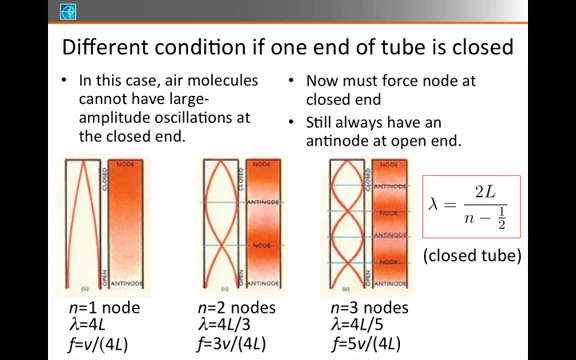 Different condition if one end of tube is closed
• In this case, air molecules
cannot have large-
amplitude oscillations at
the closed end.
• Now must force node at
closed end
• Still always have an
antinode at open end.
CLOSED
NODE
OPEN
ANTINODE
n=1 node
λ=4L
f=v/(4L)
CLOSED
NODE
ANTINODE
NODE
OPEN
ANTINODE
n=2 nodes
λ=4L/3
f=3v/(4L)
CLOSED
NODE
ANTINODE
NODE
ANTINODE
NODE
OPEN
ANTINODE
n=3 nodes
λ=4L/5
f=5v/(4L)
λ = 2L / (n − 1/2)
(closed tube)